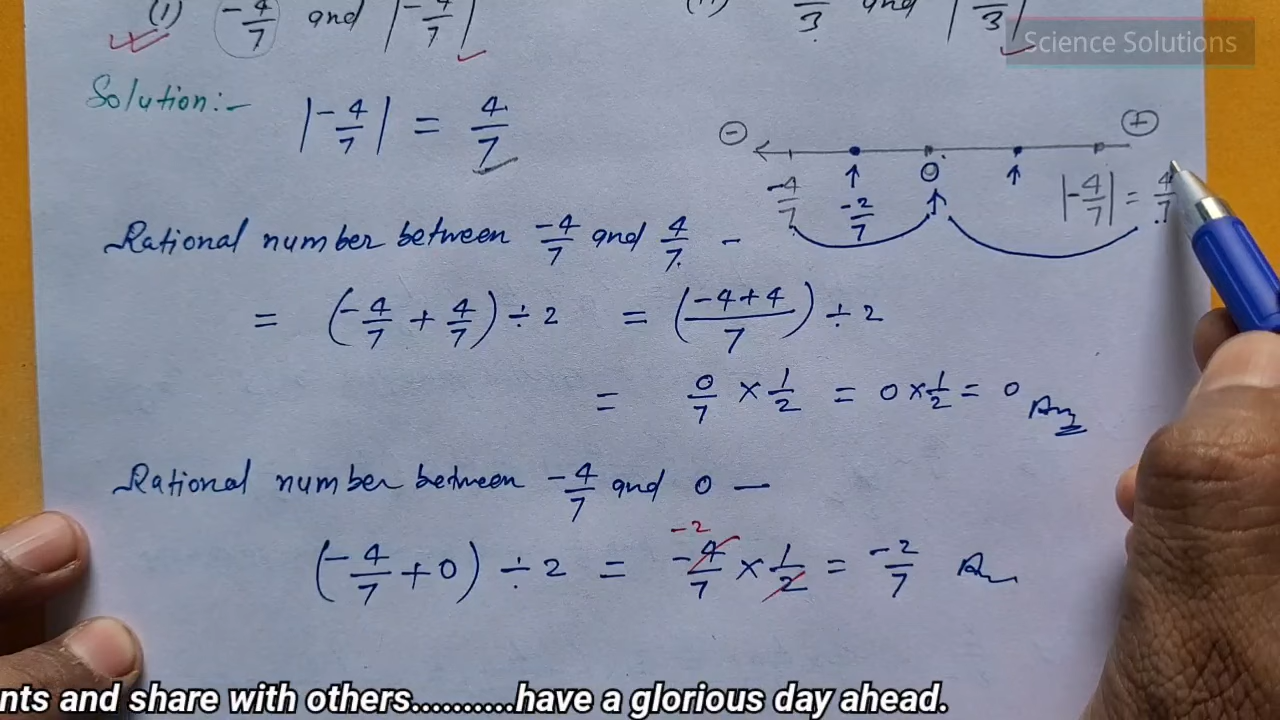 (i) -4/7 and |-4/7| (ii) /3 and | /3|
Science Solutions
Solution:- |-4/7| = 4/7
⊖ ⊕
-4/7 ↑ -2/7 0 ↑ ↑ |-4/7| = 4/7
Rational number between -4/7 and 4/7 -
= (-4/7 + 4/7) ÷ 2 = (-4+4/7) ÷ 2
= 0/7 × 1/2 = 0 × 1/2 = 0 Ans
Rational number between -4/7 and 0 —
-2
(-4/7 + 0) ÷ 2 = -4/7 × 1/2 = -2/7 An
nts and share with others..........have a glorious day ahead.